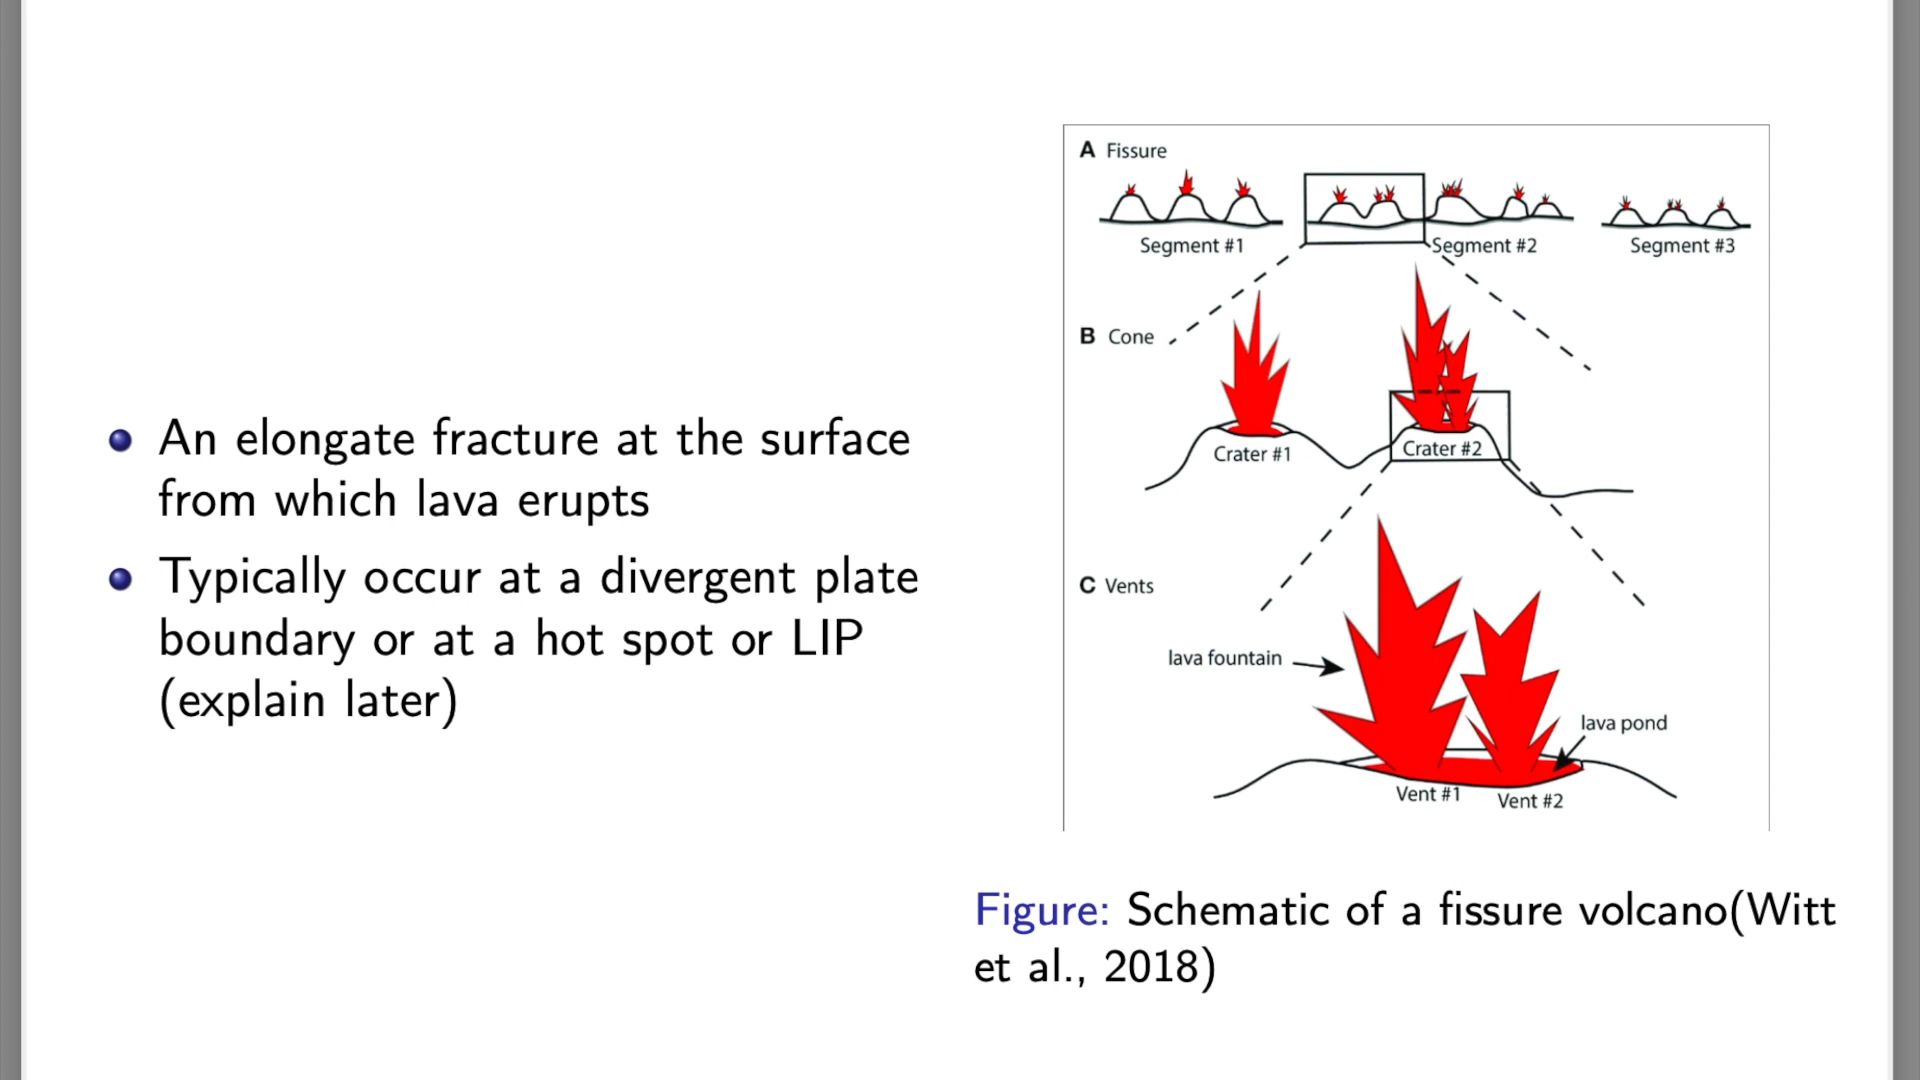 An elongate fracture at the surface
from which lava erupts
Typically occur at a divergent plate
boundary or at a hot spot or LIP
(explain later)
A Fissure
Segment #1
Segment #2
Segment #3
B Cone
Crater #1
Crater #2
C Vents
lava fountain
lava pond
Vent #1
Vent #2
Figure: Schematic of a fissure volcano(Witt
et al., 2018)